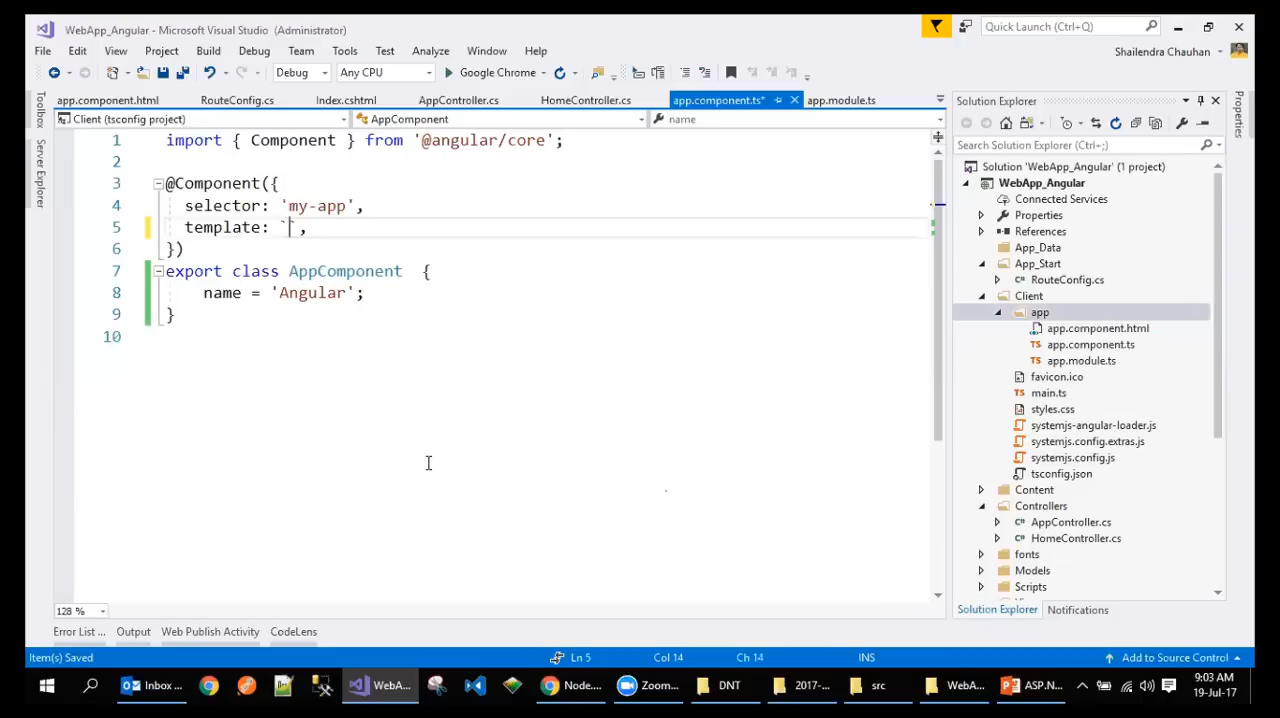 WebApp_Angular - Microsoft Visual Studio (Administrator)
Quick Launch (Ctrl+Q)
File Edit View Project Build Debug Team Tools Test Analyze Window Help
Shailendra Chauhan
Debug Any CPU Google Chrome
app.component.html RouteConfig.cs Index.cshtml AppController.cs HomeController.cs app.component.ts* app.module.ts
Client (tsconfig project) AppComponent name
Toolbox
Server Explorer
1 import { Component } from '@angular/core';
2
3 @Component({
4 selector: 'my-app',
5 template: ``,
6 })
7 export class AppComponent {
8 name = 'Angular';
9 }
10
128 %
Solution Explorer
Search Solution Explorer (Ctrl+;)
Solution 'WebApp_Angular' (1 project)
WebApp_Angular
Connected Services
Properties
References
App_Data
App_Start
RouteConfig.cs
Client
app
app.component.html
app.component.ts
app.module.ts
favicon.ico
main.ts
styles.css
systemjs-angular-loader.js
systemjs.config.extras.js
systemjs.config.js
tsconfig.json
Content
Controllers
AppController.cs
HomeController.cs
fonts
Models
Scripts
Solution Explorer Notifications
Properties
Error List ... Output Web Publish Activity CodeLens
Item(s) Saved Ln 5 Col 14 Ch 14 INS Add to Source Control
Inbox ... WebA... Node.... Zoom... DNT 2017-... src WebA... ASP.N...
9:03 AM
19-Jul-17